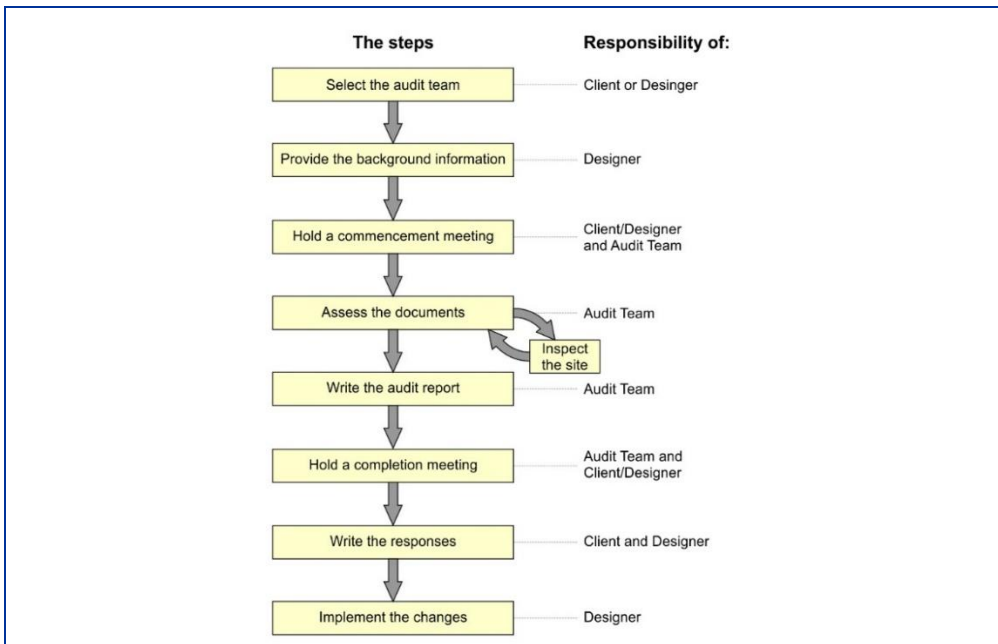 The steps
Responsibility of:
Select the audit team
Client or Desinger
Provide the background information
Designer
Hold a commencement meeting
Client/Designer
and Audit Team
Assess the documents
Audit Team
Inspect
the site
Write the audit report
Audit Team
Hold a completion meeting
Audit Team and
Client/Designer
Write the responses
Client and Designer
Implement the changes
Designer